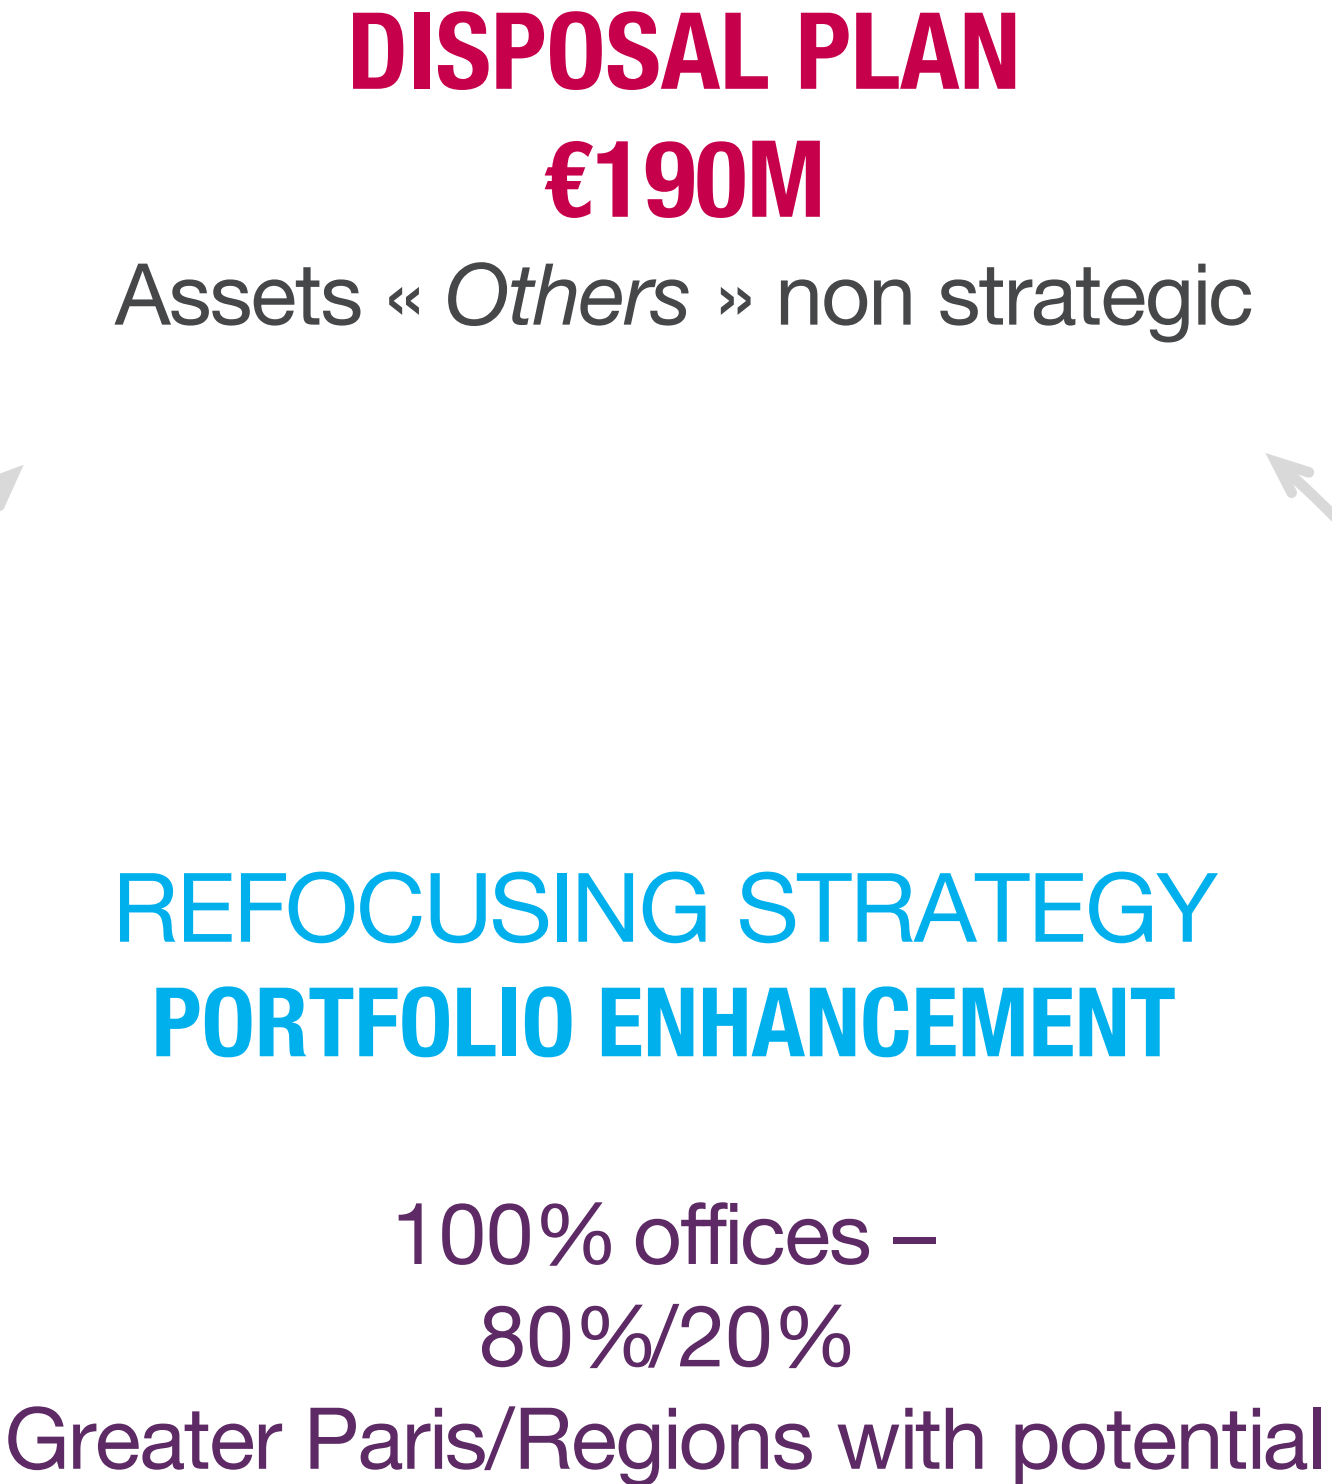 DISPOSAL PLAN
€190M
Assets « Others » non strategic
REFOCUSING STRATEGY
PORTFOLIO ENHANCEMENT
100% offices –
80%/20%
Greater Paris/Regions with potential